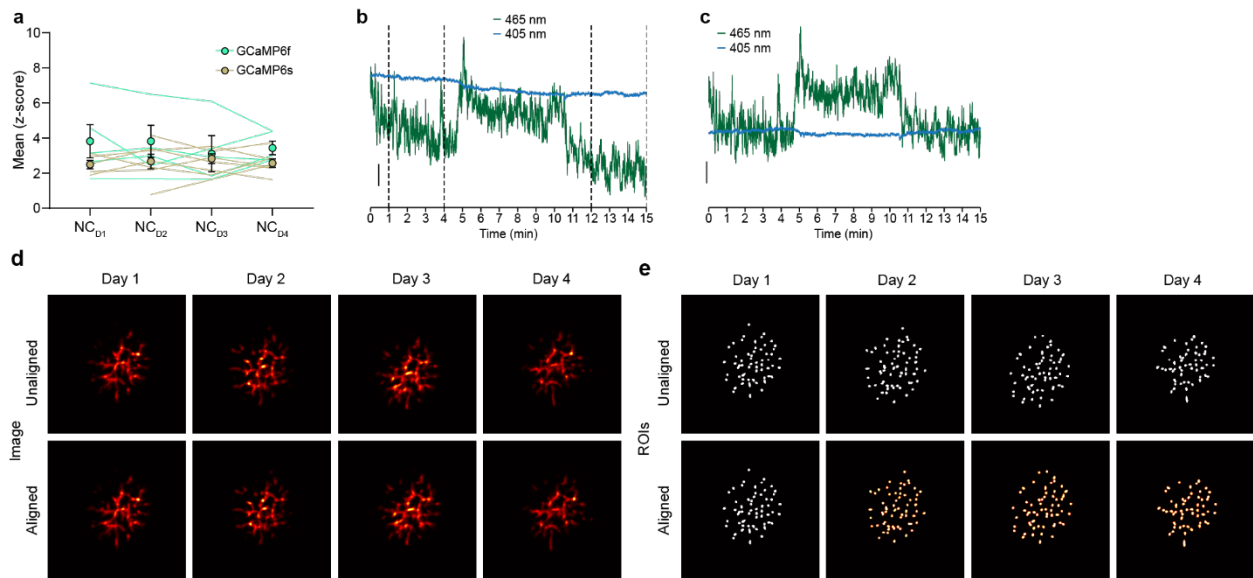 a
Mean (z-score)
10
8
6
4
2
0
GCaMP6f
GCaMP6s
NCD1 NCD2 NCD3 NCD4
b
465 nm
405 nm
0 1 2 3 4 5 6 7 8 9 10 11 12 13 14 15
Time (min)
c
465 nm
405 nm
0 1 2 3 4 5 6 7 8 9 10 11 12 13 14 15
Time (min)
d
Day 1 Day 2 Day 3 Day 4
Image
Unaligned
Aligned
e
Day 1 Day 2 Day 3 Day 4
ROIs
Unaligned
Aligned